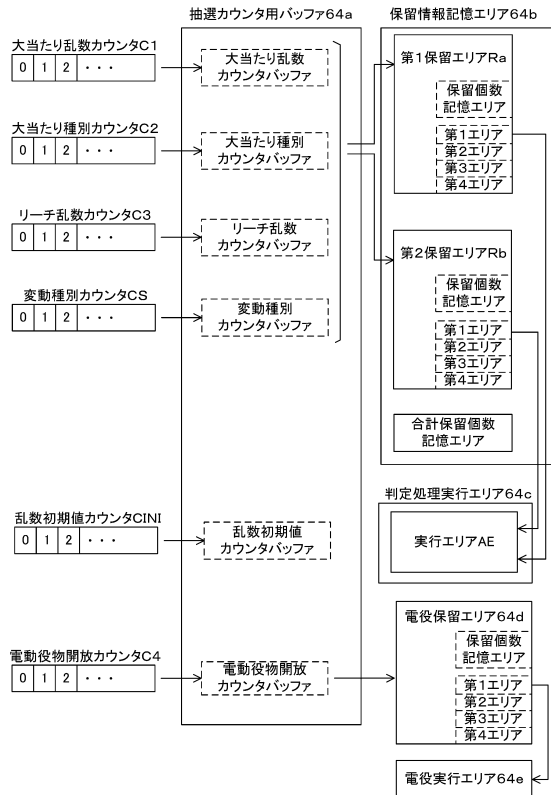 抽選カウンタ用バッファ64a
保留情報記憶エリア64b
大当たり乱数カウンタC1
0 1 2 ・・・
大当たり乱数
カウンタバッファ
第1保留エリアRa
保留個数
記憶エリア
第1エリア
第2エリア
第3エリア
第4エリア
大当たり種別カウンタC2
0 1 2 ・・・
大当たり種別
カウンタバッファ
リーチ乱数カウンタC3
0 1 2 ・・・
リーチ乱数
カウンタバッファ
第2保留エリアRb
保留個数
記憶エリア
第1エリア
第2エリア
第3エリア
第4エリア
変動種別カウンタCS
0 1 2 ・・・
変動種別
カウンタバッファ
合計保留個数
記憶エリア
判定処理実行エリア64c
実行エリアAE
乱数初期値カウンタCINI
0 1 2 ・・・
乱数初期値
カウンタバッファ
電役保留エリア64d
保留個数
記憶エリア
第1エリア
第2エリア
第3エリア
第4エリア
電動役物開放カウンタC4
0 1 2 ・・・
電動役物開放
カウンタバッファ
電役実行エリア64e